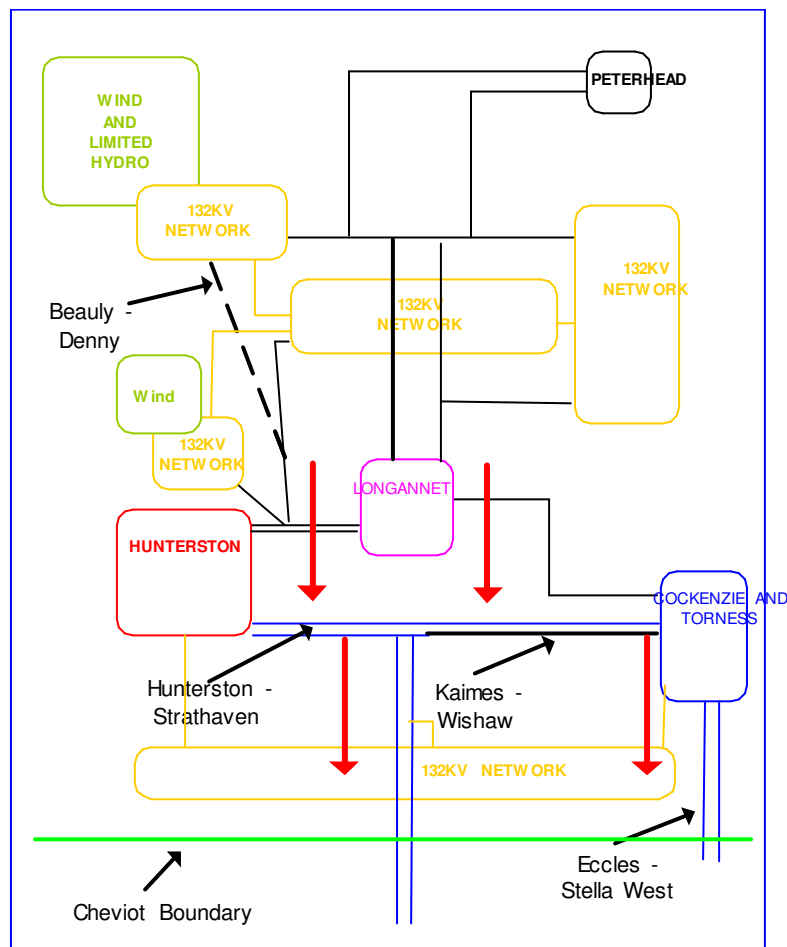 PETERHEAD
WIND
AND
LIMITED
HYDRO
132KV
NETWORK
132KV
NETWORK
132KV
NETWORK
Beauly -
Denny
Wind
132KV
NETWORK
LONGANNET
HUNTERSTON
COCKENZIE AND
TORNESS
Hunterston -
Strathaven
Kaimes -
Wishaw
132KV NETWORK
Eccles -
Stella West
Cheviot Boundary